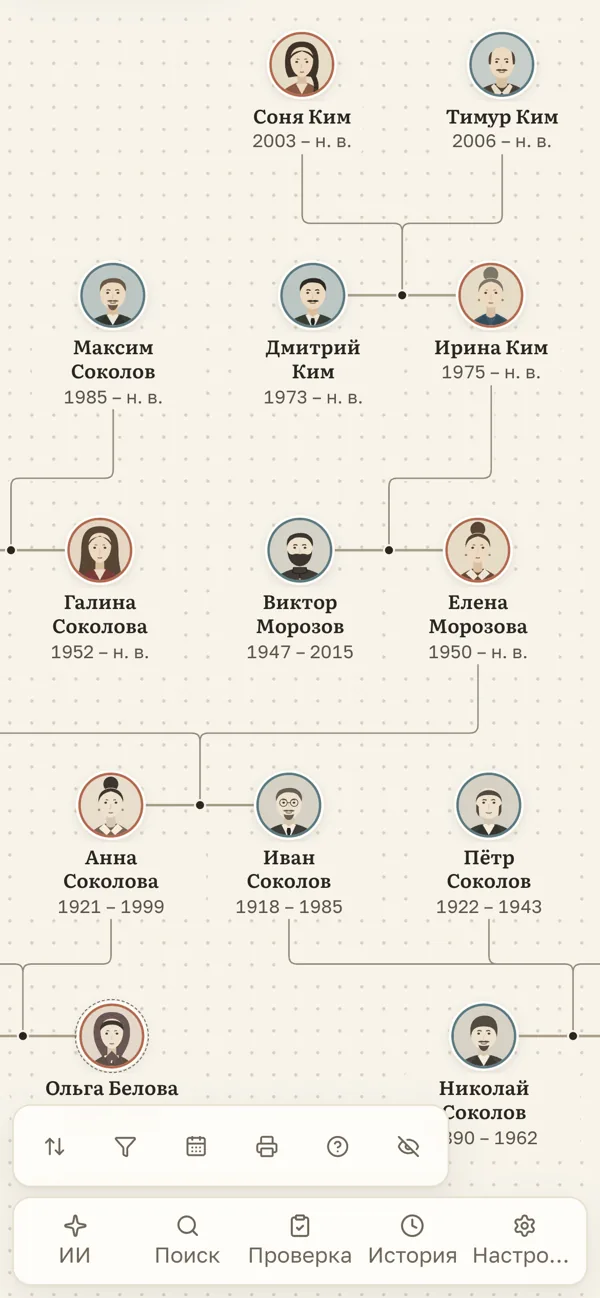 Соня Ким
2003 – н. в.
Тимур Ким
2006 – н. в.
Максим
Соколов
1985 – н. в.
Дмитрий
Ким
1973 – н. в.
Ирина Ким
1975 – н. в.
Галина
Соколова
1952 – н. в.
Виктор
Морозов
1947 – 2015
Елена
Морозова
1950 – н. в.
Анна
Соколова
1921 – 1999
Иван
Соколов
1918 – 1985
Пётр
Соколов
1922 – 1943
Ольга Белова
Николай
Соколов
890 – 1962
ИИ
Поиск
Проверка
История
Настро...